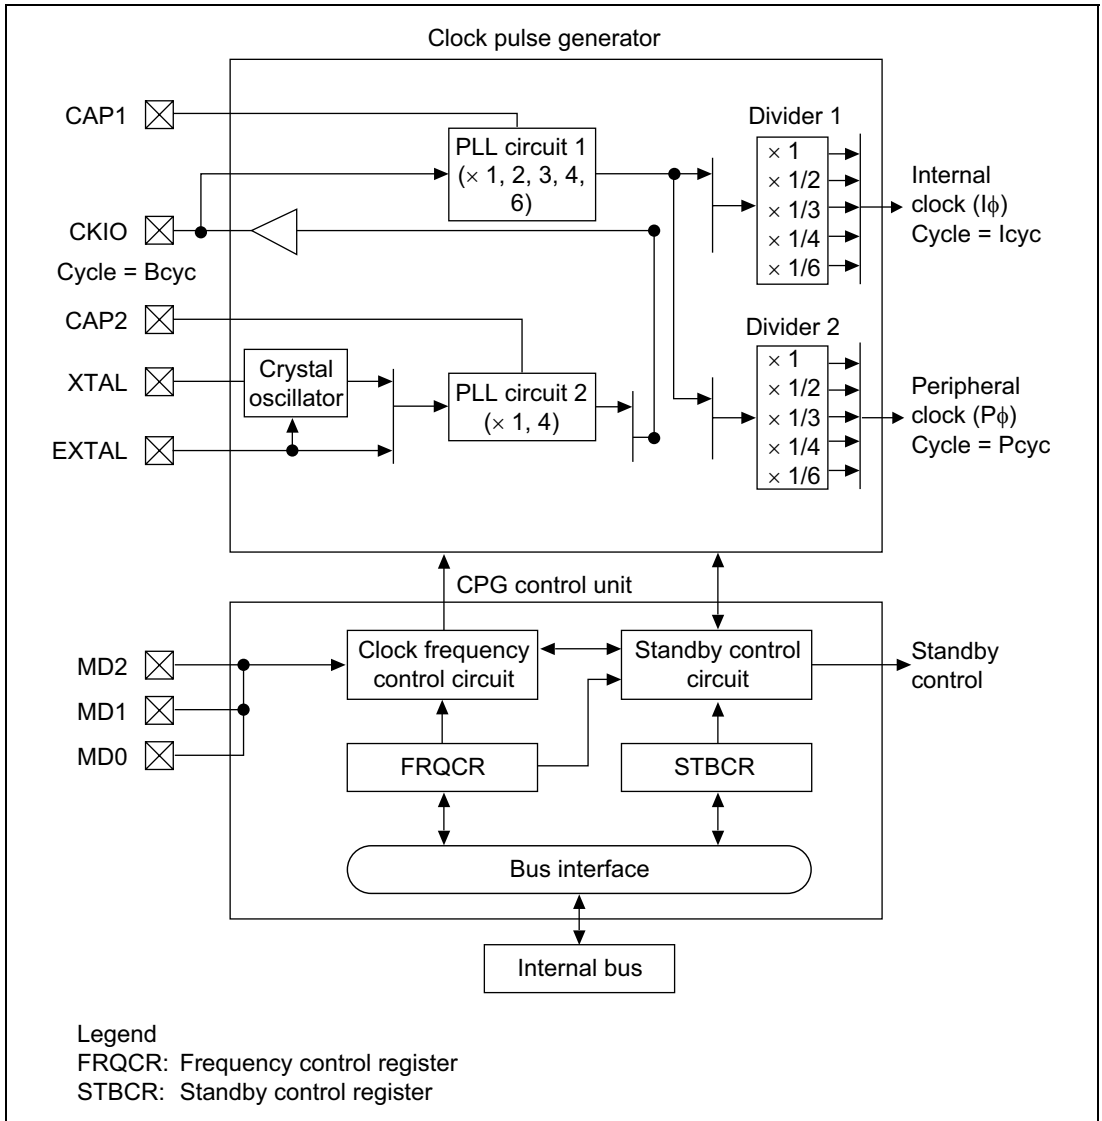 Clock pulse generator
CAP1
PLL circuit 1
(× 1, 2, 3, 4,
6)
Divider 1
× 1
× 1/2
× 1/3
× 1/4
× 1/6
Internal
clock (Iϕ)
Cycle = Icyc
CKIO
Cycle = Bcyc
CAP2
XTAL
Crystal
oscillator
EXTAL
PLL circuit 2
(× 1, 4)
Divider 2
× 1
× 1/2
× 1/3
× 1/4
× 1/6
Peripheral
clock (Pϕ)
Cycle = Pcyc
CPG control unit
MD2
MD1
MD0
Clock frequency
control circuit
Standby control
circuit
Standby
control
FRQCR
STBCR
Bus interface
Internal bus
Legend
FRQCR: Frequency control register
STBCR: Standby control register